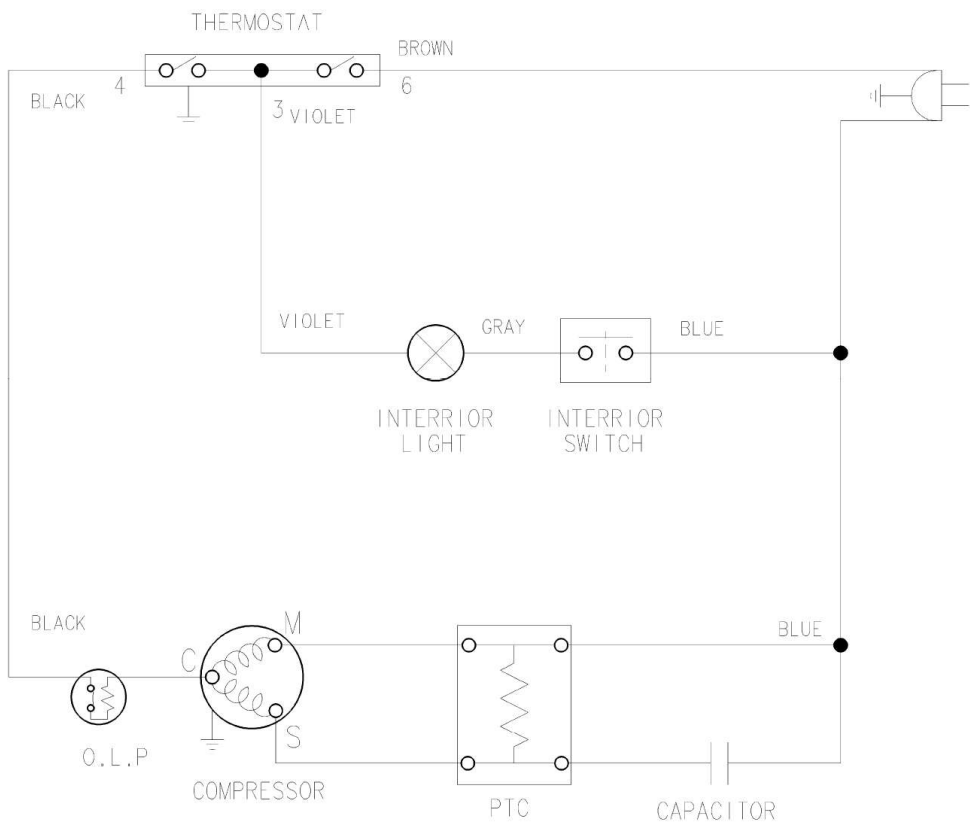 THERMOSTAT
BROWN
4
6
BLACK
3 VIOLET
VIOLET
GRAY
BLUE
INTERRIOR
LIGHT
INTERRIOR
SWITCH
BLACK
M
BLUE
C
S
O.L.P
COMPRESSOR
PTC
CAPACITOR